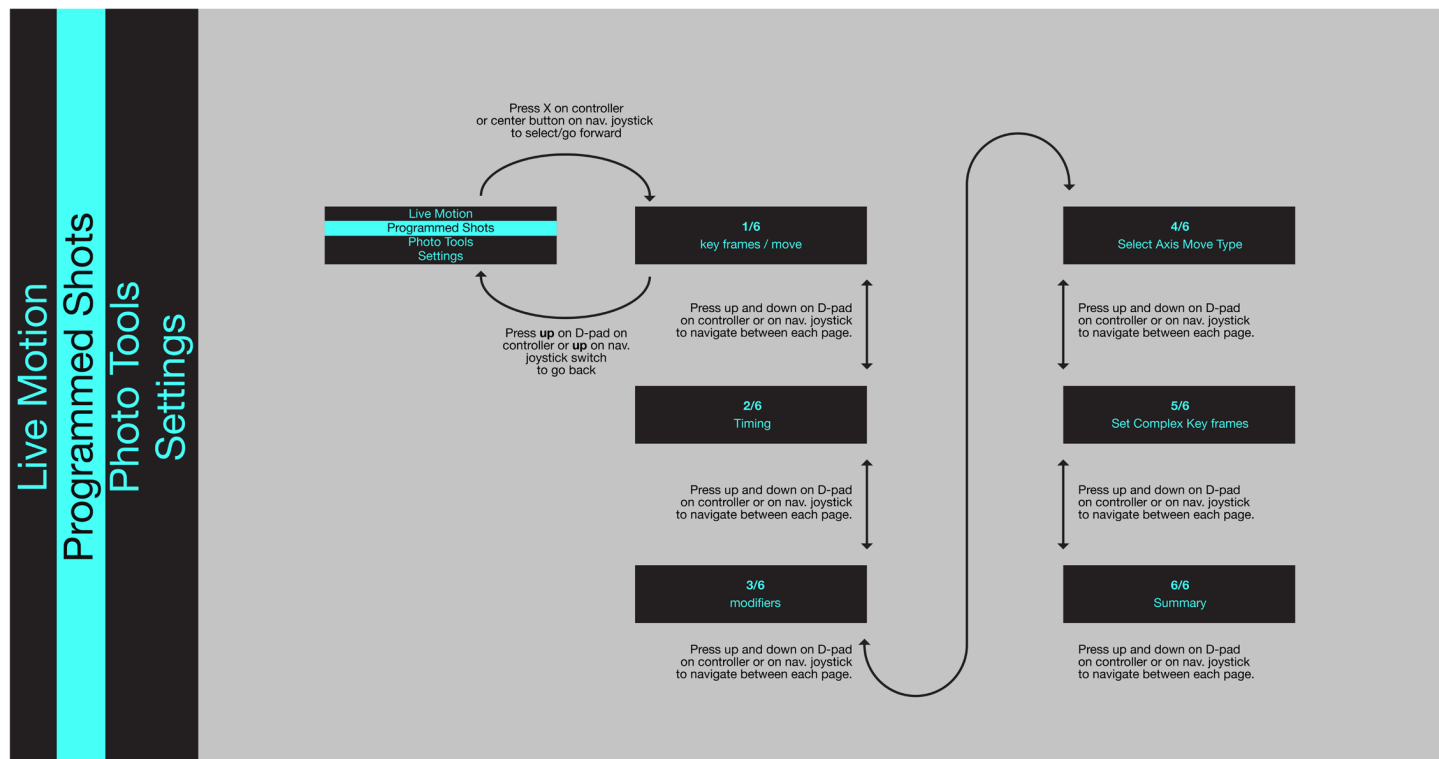 Live Motion
Programmed Shots
Photo Tools
Settings
Press X on controller
or center button on nav. joystick
to select/go forward
Live Motion
Programmed Shots
Photo Tools
Settings
Press up on D-pad on
controller or up on nav.
joystick switch
to go back
1/6
key frames / move
Press up and down on D-pad
on controller or on nav. joystick
to navigate between each page.
2/6
Timing
Press up and down on D-pad
on controller or on nav. joystick
to navigate between each page.
3/6
modifiers
Press up and down on D-pad
on controller or on nav. joystick
to navigate between each page.
4/6
Select Axis Move Type
Press up and down on D-pad
on controller or on nav. joystick
to navigate between each page.
5/6
Set Complex Key frames
Press up and down on D-pad
on controller or on nav. joystick
to navigate between each page.
6/6
Summary
Press up and down on D-pad
on controller or on nav. joystick
to navigate between each page.